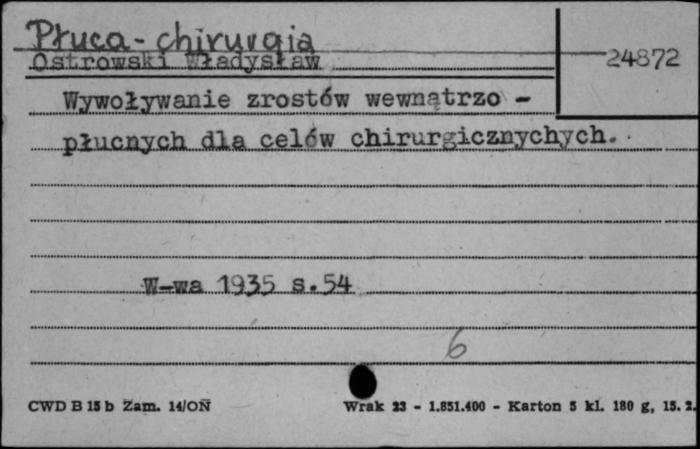 Płuca - chirurgia
Ostrowski Władysław
24872
Wywoływanie zrostów wewnątrzo -
płucnych dla celów chirurgicznychych.
W-wa 1935 s.54
6
CWD B 15 b Zam. 14/OŃ
Wrak 23 - 1.851.400 - Karton 5 kl. 180 g, 15. 2.